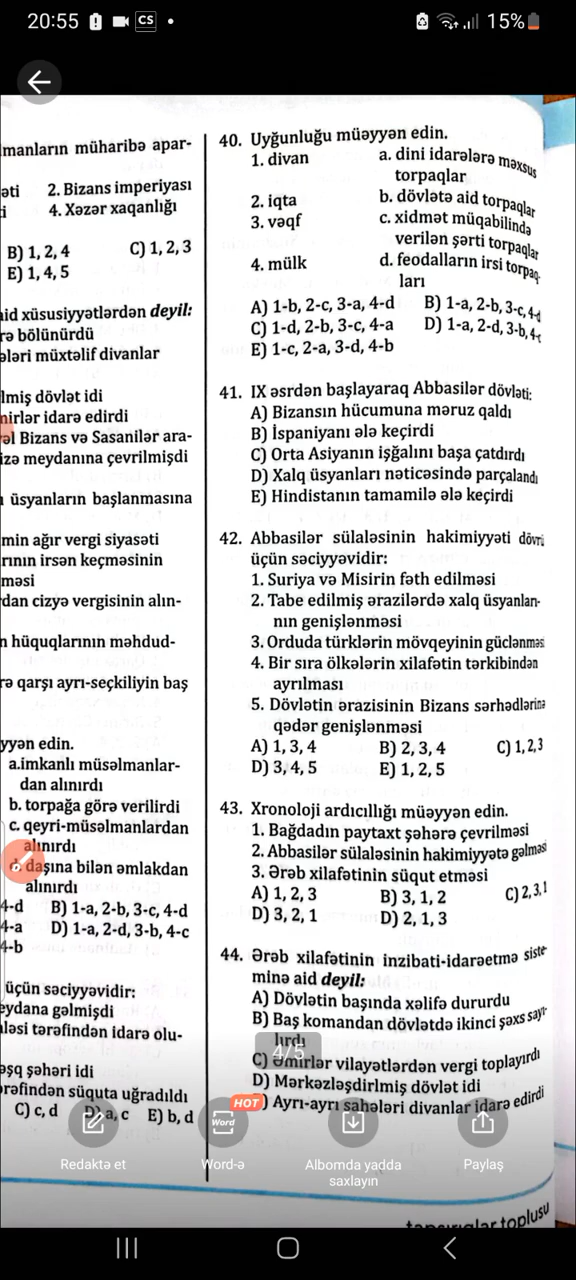 20:55 CS 15%
lmanların müharibə apar-
əti 2. Bizans imperiyası
i 4. Xəzər xaqanlığı
B) 1, 2, 4 C) 1, 2, 3
E) 1, 4, 5
aid xüsusiyyətlərdən deyil:
rə bölünürdü
ələri müxtəlif divanlar
lmiş dövlət idi
mirlər idarə edirdi
əl Bizans və Sasanilər ara-
izə meydanına çevrilmişdi
ı üsyanların başlanmasına
min ağır vergi siyasəti
rının irsən keçməsinin
məsi
rdan cizyə vergisinin alın-
n hüquqlarının məhdud-
rə qarşı ayrı-seçkiliyin baş
yyən edin.
a.imkanlı müsəlmanlar-
dan alınırdı
b. torpağa görə verilirdi
c. qeyri-müsəlmanlardan
alınırdı
d. daşına bilən əmlakdan
alınırdı
4-d B) 1-a, 2-b, 3-c, 4-d
4-a D) 1-a, 2-d, 3-b, 4-c
4-b
üçün səciyyəvidir:
eydana gəlmişdi
ləsi tərəfindən idarə olu-
əşq şəhəri idi
ərəfindən süquta uğradıldı
C) c, d D) a, c E) b, d
40. Uyğunluğu müəyyən edin.
1. divan a. dini idarələrə məxsus
torpaqlar
2. iqta b. dövlətə aid torpaqlar
3. vəqf c. xidmət müqabilində
verilən şərti torpaqlar
4. mülk d. feodalların irsi torpaq-
ları
A) 1-b, 2-c, 3-a, 4-d B) 1-a, 2-b, 3-c, 4-d
C) 1-d, 2-b, 3-c, 4-a D) 1-a, 2-d, 3-b, 4-c
E) 1-c, 2-a, 3-d, 4-b
41. IX əsrdən başlayaraq Abbasilər dövləti:
A) Bizansın hücumuna məruz qaldı
B) İspaniyanı ələ keçirdi
C) Orta Asiyanın işğalını başa çatdırdı
D) Xalq üsyanları nəticəsində parçalandı
E) Hindistanın tamamilə ələ keçirdi
42. Abbasilər sülaləsinin hakimiyyəti dövrü
üçün səciyyəvidir:
1. Suriya və Misirin fəth edilməsi
2. Tabe edilmiş ərazilərdə xalq üsyanları-
nın genişlənməsi
3. Orduda türklərin mövqeyinin güclənməsi
4. Bir sıra ölkələrin xilafətin tərkibindən
ayrılması
5. Dövlətin ərazisinin Bizans sərhədlərinə
qədər genişlənməsi
A) 1, 3, 4 B) 2, 3, 4 C) 1, 2, 3
D) 3, 4, 5 E) 1, 2, 5
43. Xronoloji ardıcıllığı müəyyən edin.
1. Bağdadın paytaxt şəhərə çevrilməsi
2. Abbasilər sülaləsinin hakimiyyətə gəlməsi
3. Ərəb xilafətinin süqut etməsi
A) 1, 2, 3 B) 3, 1, 2 C) 2, 3, 1
D) 3, 2, 1 D) 2, 1, 3
44. Ərəb xilafətinin inzibati-idarəetmə siste-
minə aid deyil:
A) Dövlətin başında xəlifə dururdu
B) Baş komandan dövlətdə ikinci şəxs sayı-
lırdı
4/5
C) Əmirlər vilayətlərdən vergi toplayırdı
D) Mərkəzləşdirlmiş dövlət idi
) Ayrı-ayrı sahələri divanlar idarə edirdi
HOT
Word
Redaktə et Word-ə Albomda yadda saxlayın Paylaş
tapşırıqlar toplusu